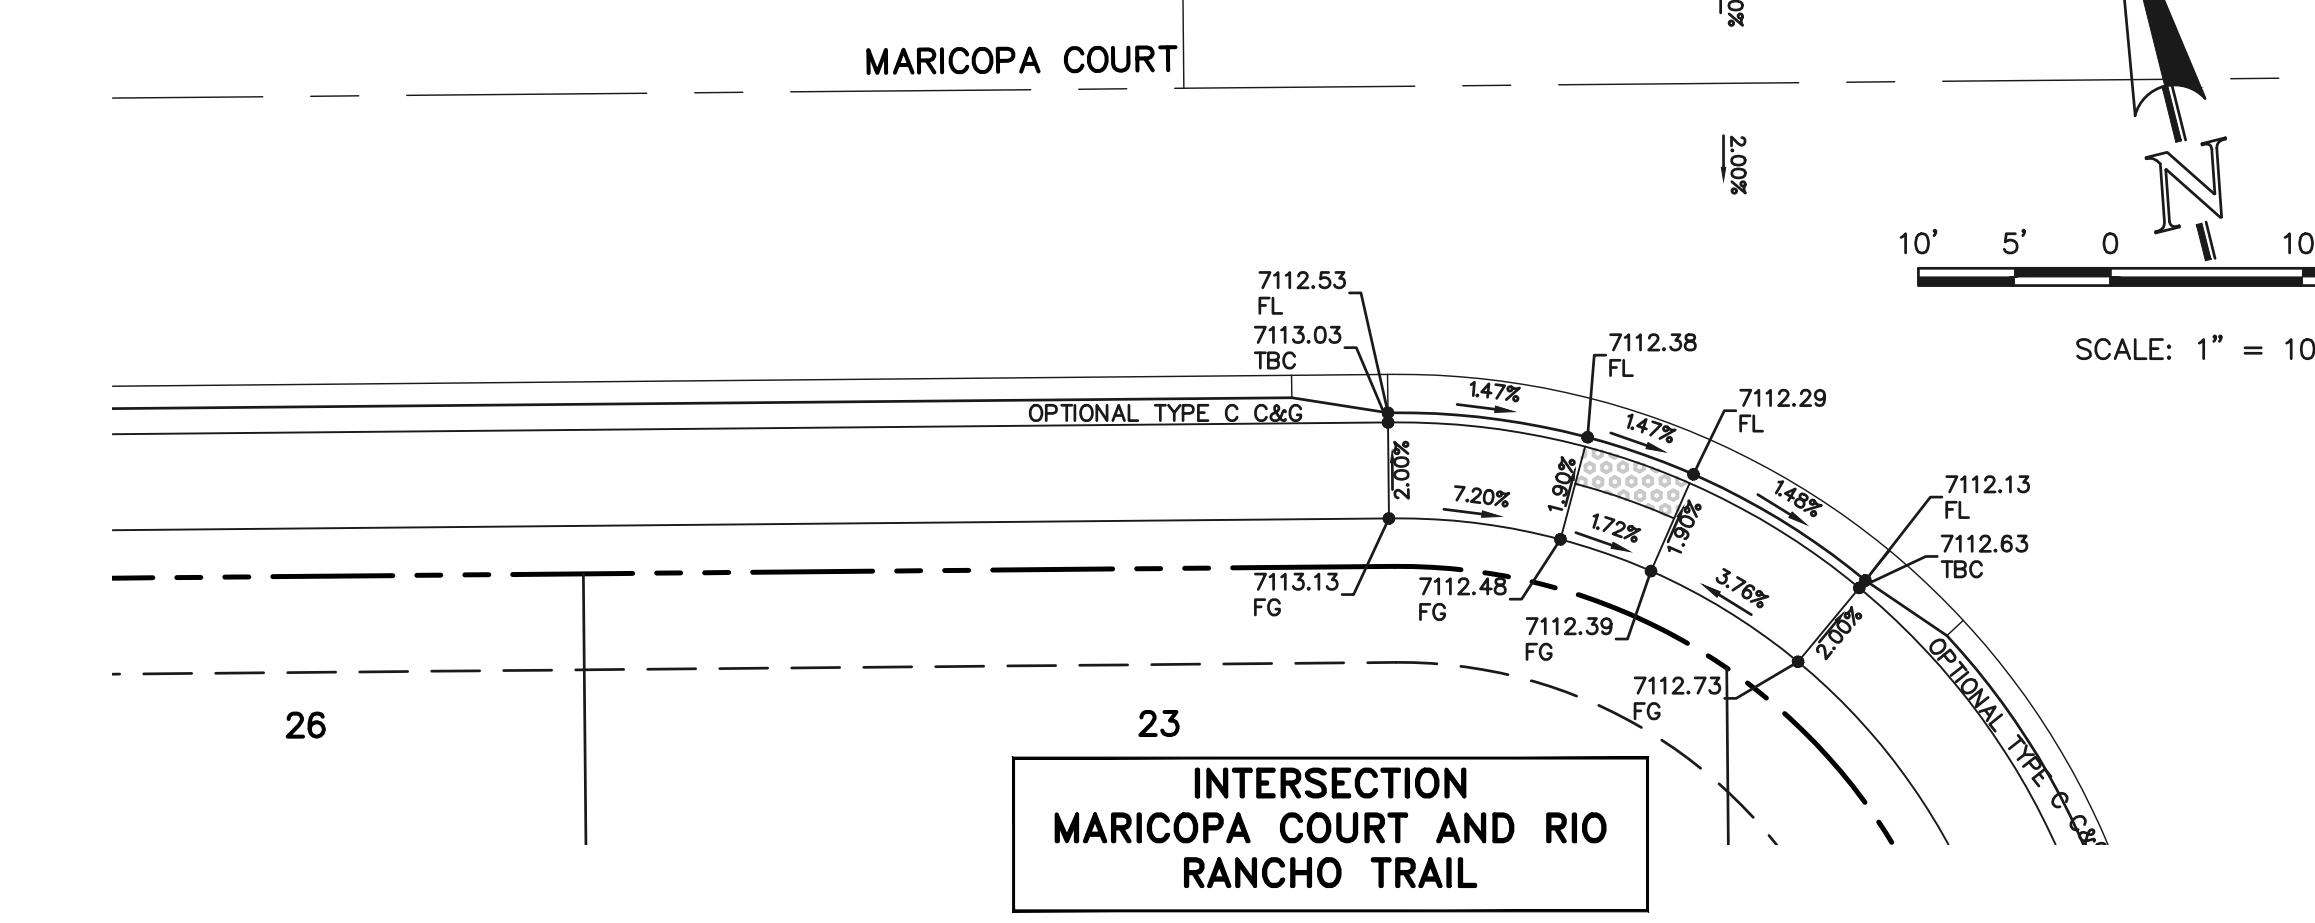 0%
MARICOPA COURT
2.00%
N
10' 5' 0 10
SCALE: 1" = 10
7112.53
FL
7113.03
TBC
7112.38
FL
1.47%
7112.29
FL
1.47%
OPTIONAL TYPE C C&G
2.00%
7.20%
1.90%
1.72%
1.90%
1.48%
7112.13
FL
7112.63
TBC
3.76%
2.00%
7113.13
FG
7112.48
FG
7112.39
FG
7112.73
FG
OPTIONAL TYPE C C&G
26
23
INTERSECTION
MARICOPA COURT AND RIO
RANCHO TRAIL